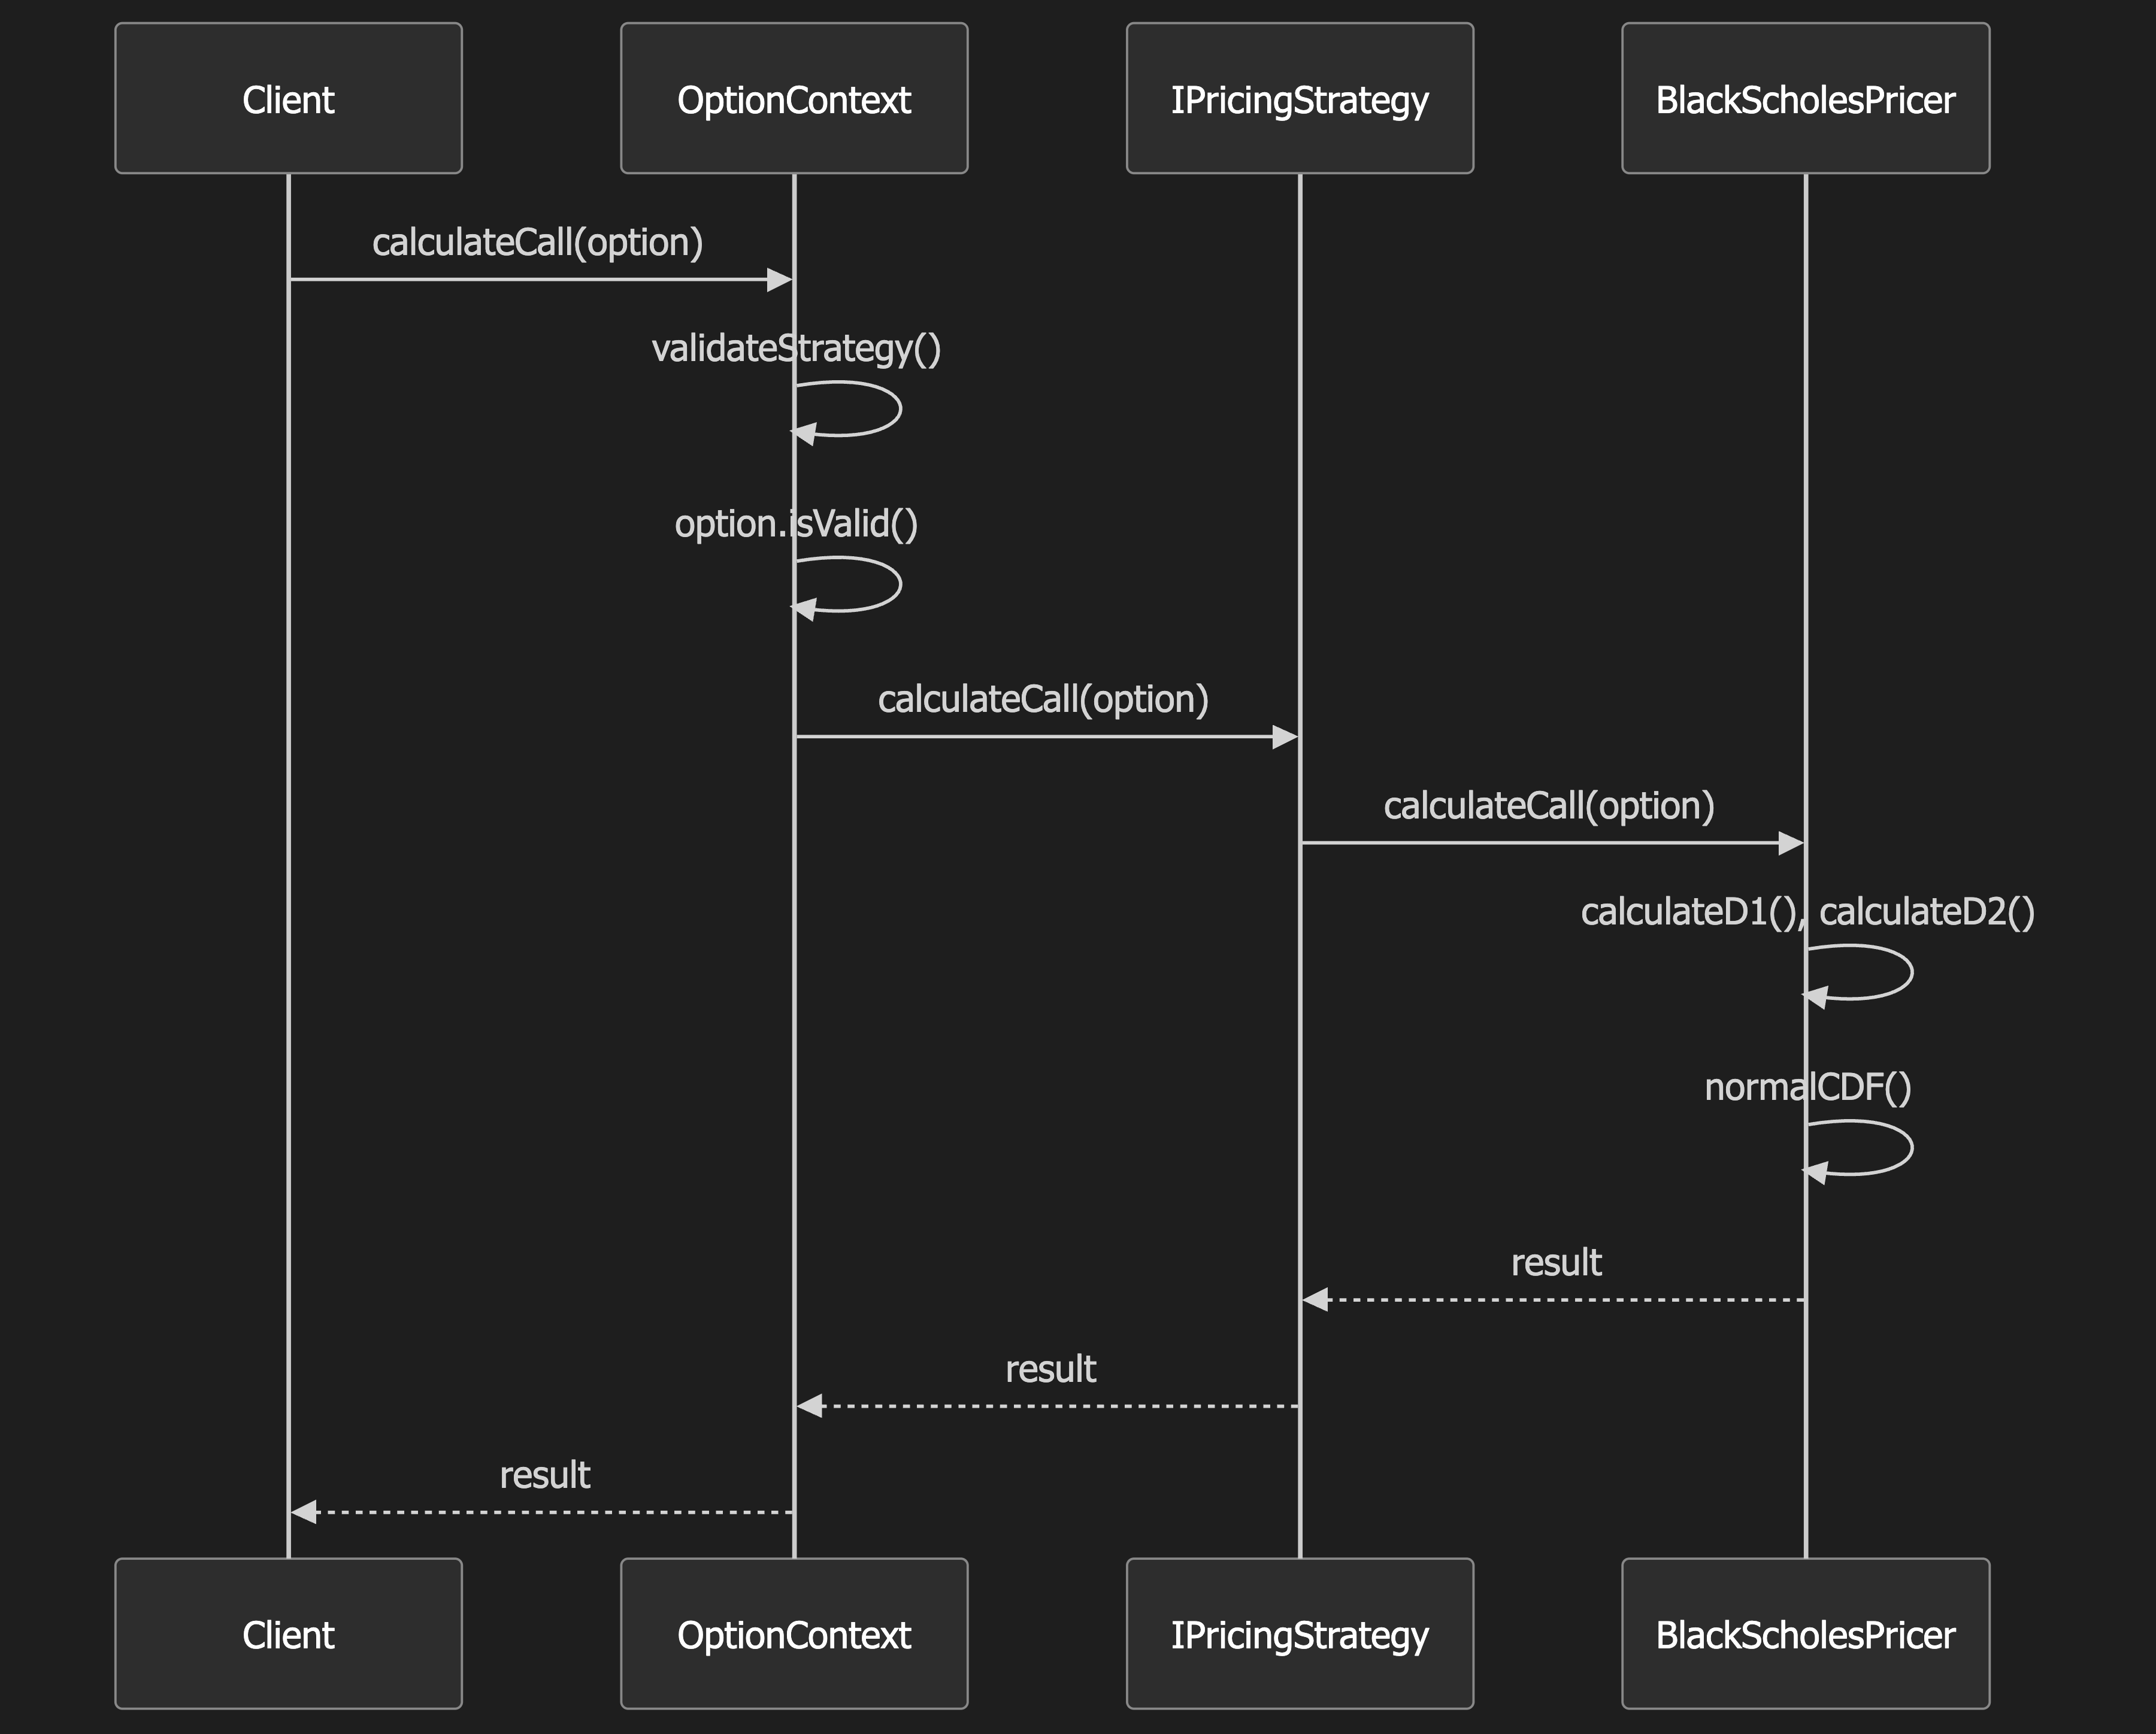 Client
OptionContext
IPricingStrategy
BlackScholesPricer
calculateCall(option)
validateStrategy()
option.isValid()
calculateCall(option)
calculateCall(option)
calculateD1(), calculateD2()
normalCDF()
result
result
result
Client
OptionContext
IPricingStrategy
BlackScholesPricer